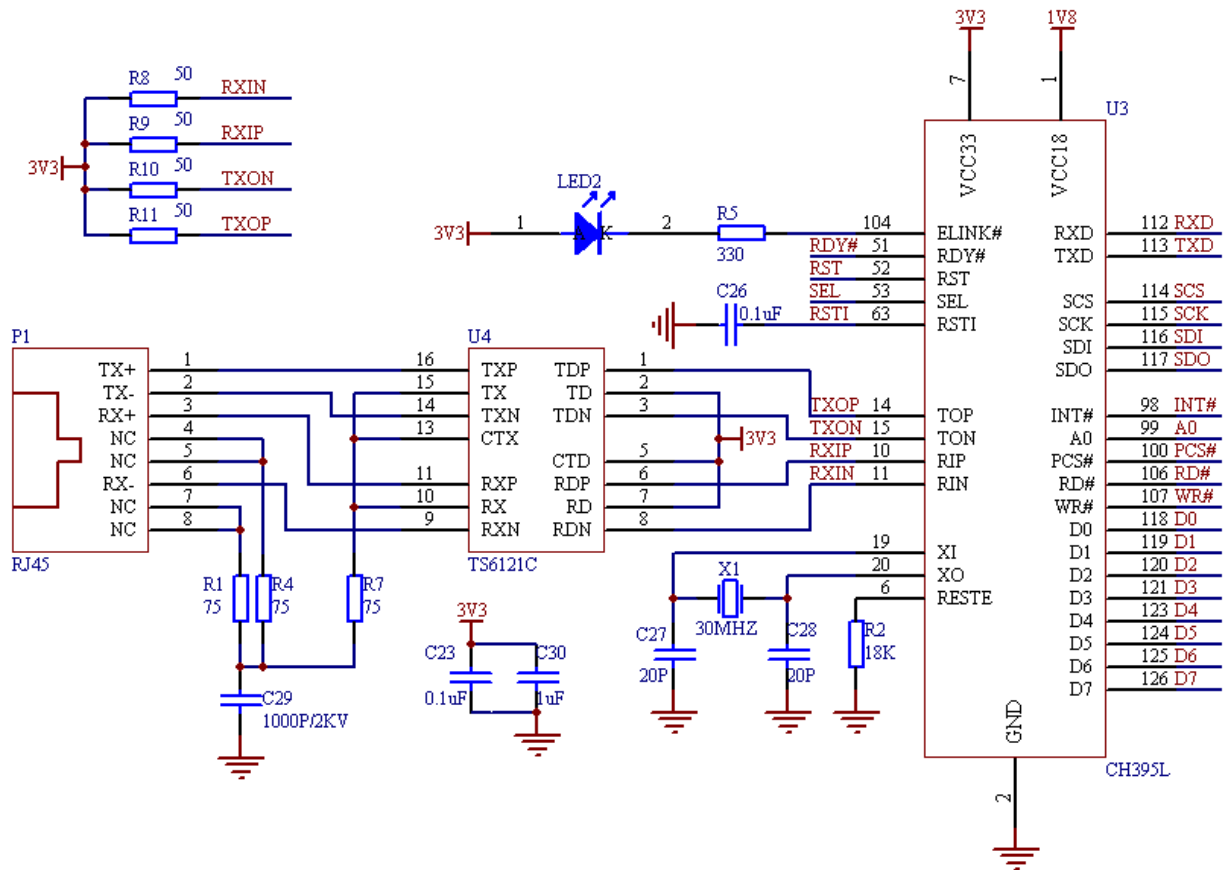 3V3 1V8
R8 50 RXIN
R9 50 RXIP
3V3
R10 50 TXON
R11 50 TXOP
7 1
U3
VCC33 VCC18
LED2
3V3 1 A K 2 R5 330 104 ELINK#
RDY# 51 RDY#
RST 52 RST
SEL 53 SEL
C26 0.1uF RSTI 63 RSTI
RXD 112 RXD
TXD 113 TXD
SCS 114 SCS
SCK 115 SCK
SDI 116 SDI
SDO 117 SDO
P1
TX+ 1
TX- 2
RX+ 3
NC 4
NC 5
RX- 6
NC 7
NC 8
RJ45
U4
16 TXP TDP 1
15 TX TD 2
14 TXN TDN 3
13 CTX
CTD 5
11 RXP RDP 6
10 RX RD 7
9 RXN RDN 8
TS6121C
3V3
TXOP 14 TOP
TXON 15 TON
RXIP 10 RIP
RXIN 11 RIN
INT# 98 INT#
A0 99 A0
PCS# 100 PCS#
RD# 106 RD#
WR# 107 WR#
D0 118 D0
D1 119 D1
D2 120 D2
D3 121 D3
D4 123 D4
D5 124 D5
D6 125 D6
D7 126 D7
19 XI
20 XO
6 RESTE
X1
30MHZ
C27
20P
C28
20P
R2
18K
R1
75
R4
75
R7
75
3V3
C23
0.1uF
C30
1uF
C29
1000P/2KV
GND
CH395L
2